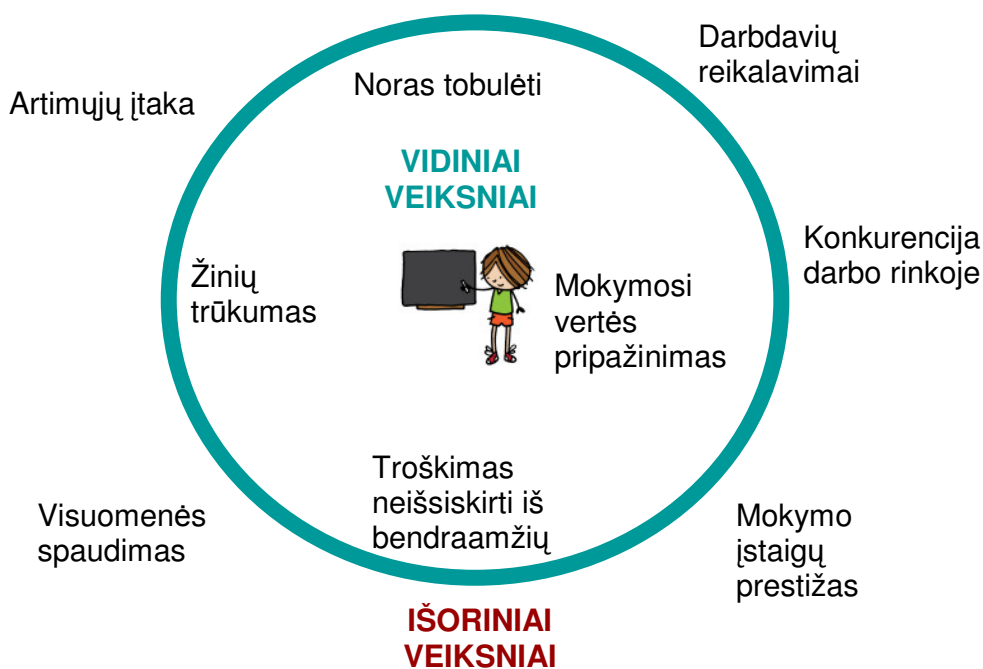 Darbdavių
reikalavimai
Artimųjų įtaka
Noras tobulėti
VIDINIAI
VEIKSNIAI
Žinių
trūkumas
Mokymosi
vertės
pripažinimas
Konkurencija
darbo rinkoje
Visuomenės
spaudimas
Troškimas
neišsiskirti iš
bendraamžių
Mokymo
įstaigų
prestižas
IŠORINIAI
VEIKSNIAI